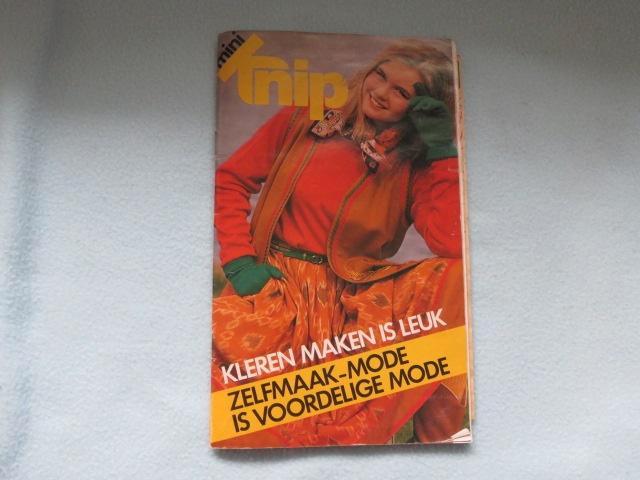 mini
Knip
KLEREN MAKEN IS LEUK
ZELFMAAK-MODE
IS VOORDELIGE MODE